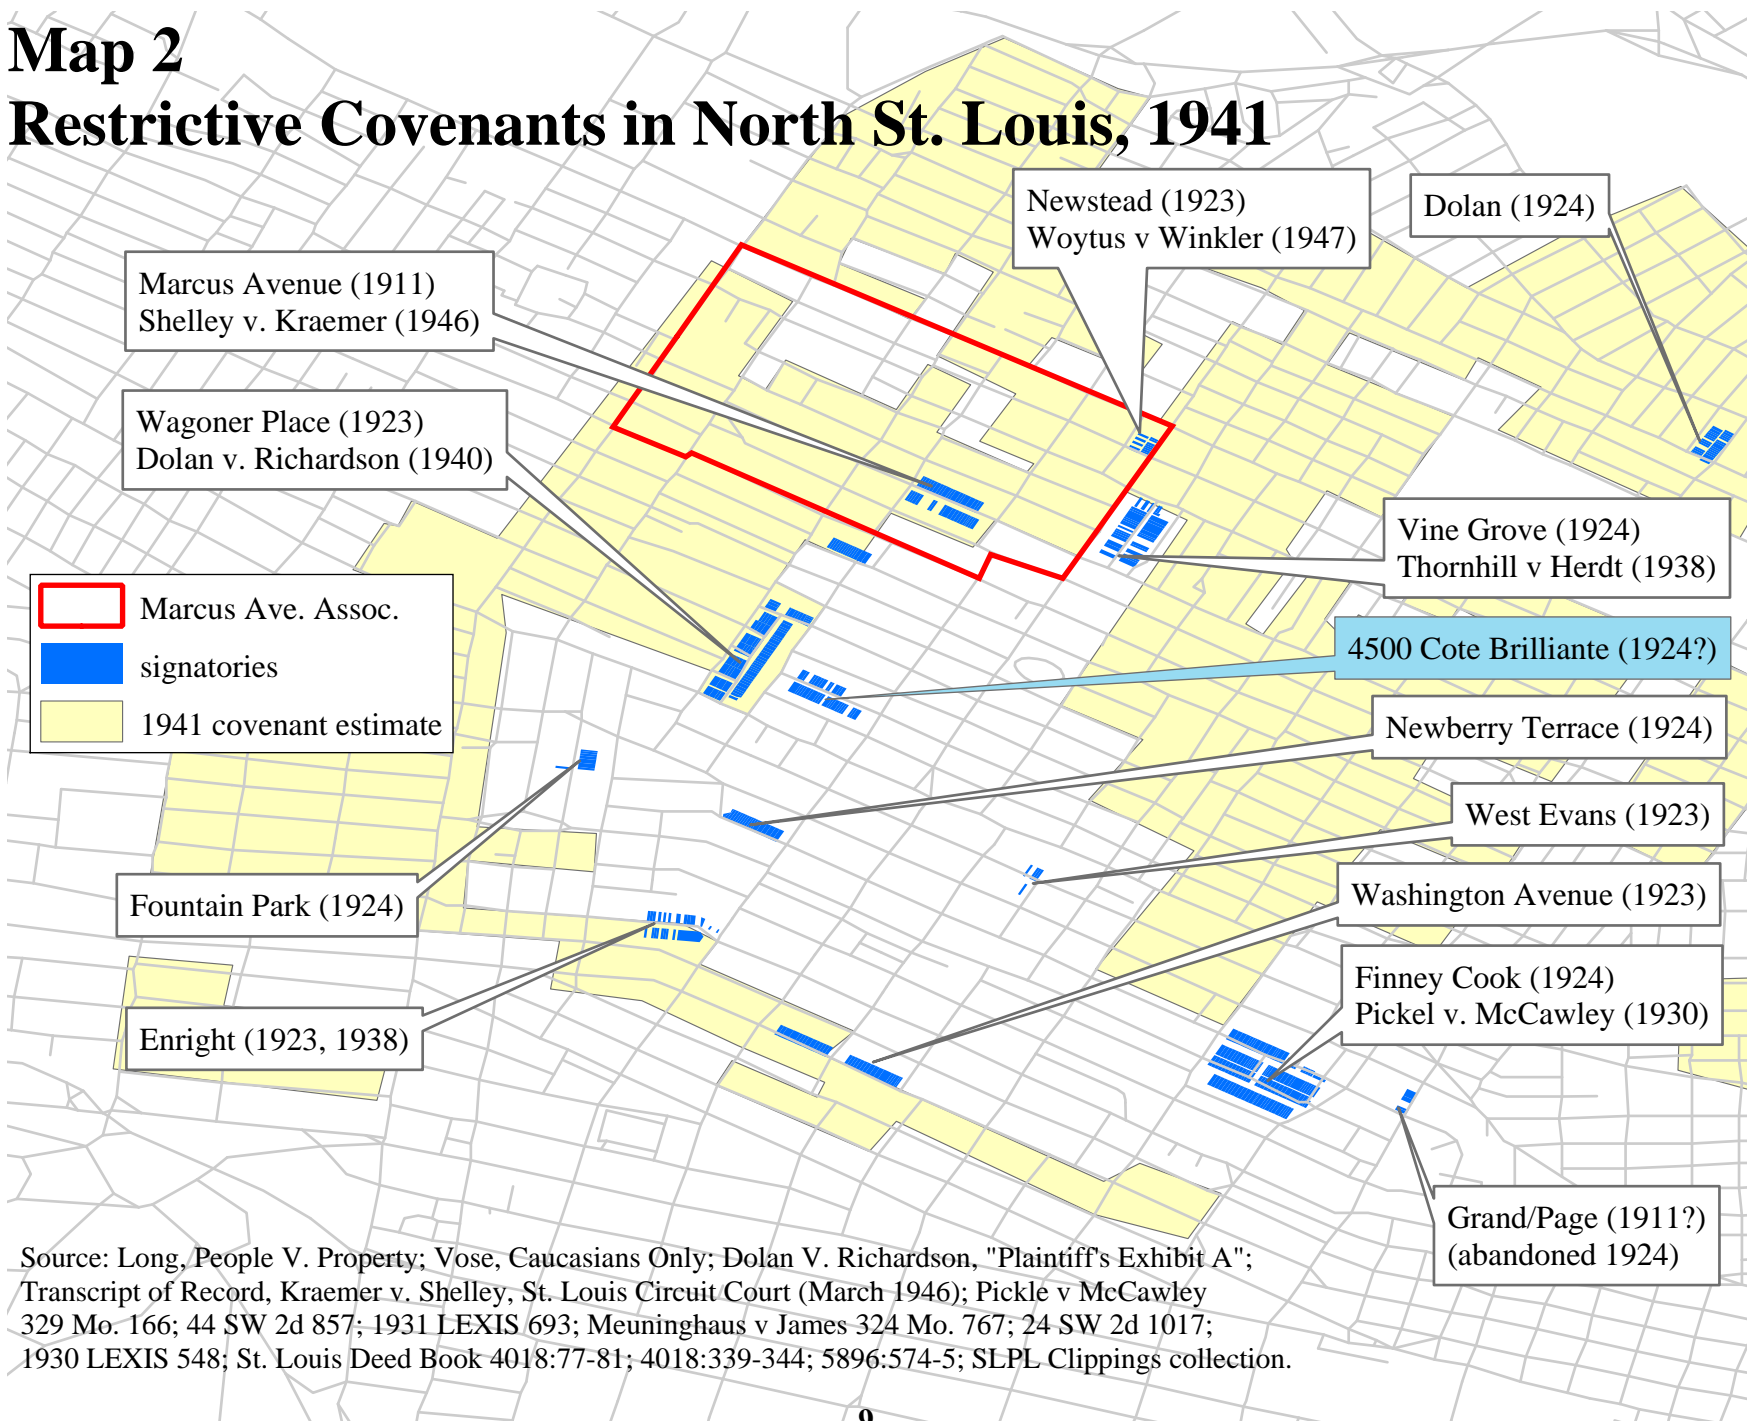 Map 2
Restrictive Covenants in North St. Louis, 1941
Newstead (1923)
Woytus v Winkler (1947)
Dolan (1924)
Marcus Avenue (1911)
Shelley v. Kraemer (1946)
Wagoner Place (1923)
Dolan v. Richardson (1940)
Vine Grove (1924)
Thornhill v Herdt (1938)
Marcus Ave. Assoc.
signatories
1941 covenant estimate
4500 Cote Brilliante (1924?)
Newberry Terrace (1924)
West Evans (1923)
Fountain Park (1924)
Washington Avenue (1923)
Finney Cook (1924)
Pickel v. McCawley (1930)
Enright (1923, 1938)
Grand/Page (1911?)
(abandoned 1924)
Source: Long, People V. Property; Vose, Caucasians Only; Dolan V. Richardson, "Plaintiff's Exhibit A";
Transcript of Record, Kraemer v. Shelley, St. Louis Circuit Court (March 1946); Pickle v McCawley
329 Mo. 166; 44 SW 2d 857; 1931 LEXIS 693; Meuninghaus v James 324 Mo. 767; 24 SW 2d 1017;
1930 LEXIS 548; St. Louis Deed Book 4018:77-81; 4018:339-344; 5896:574-5; SLPL Clippings collection.